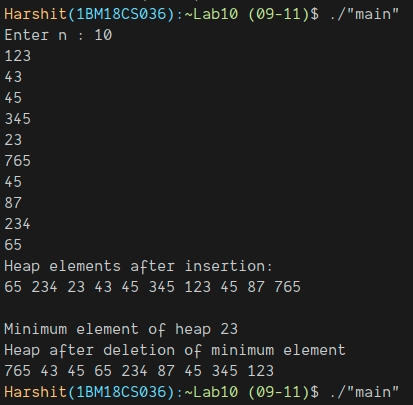 Harshit(1BM18CS036):~Lab10 (09-11)$ ./"main"
Enter n : 10
123
43
45
345
23
765
45
87
234
65
Heap elements after insertion:
65 234 23 43 45 345 123 45 87 765

Minimum element of heap 23
Heap after deletion of minimum element
765 43 45 65 234 87 45 345 123
Harshit(1BM18CS036):~Lab10 (09-11)$ ./"main"